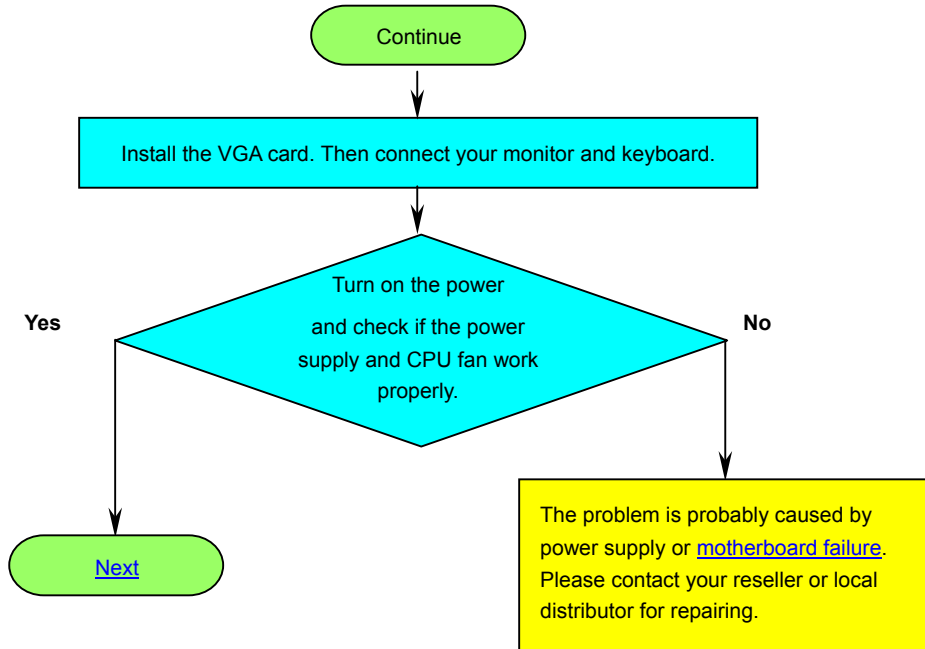 Continue
Install the VGA card. Then connect your monitor and keyboard.
Turn on the power
and check if the power
supply and CPU fan work
properly.
Yes
No
Next
The problem is probably caused by
power supply or motherboard failure.
Please contact your reseller or local
distributor for repairing.